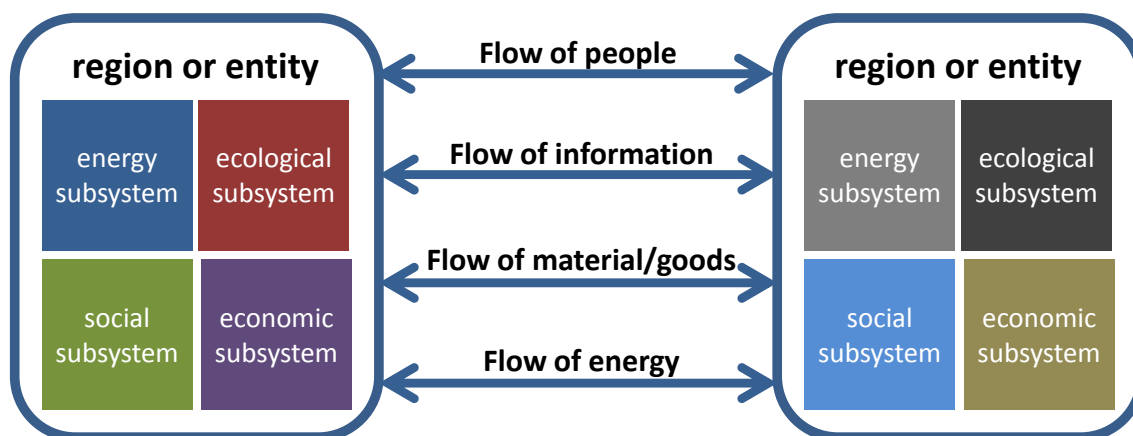 region or entity
energy
subsystem
ecological
subsystem
social
subsystem
economic
subsystem
Flow of people
Flow of information
Flow of material/goods
Flow of energy
region or entity
energy
subsystem
ecological
subsystem
social
subsystem
economic
subsystem